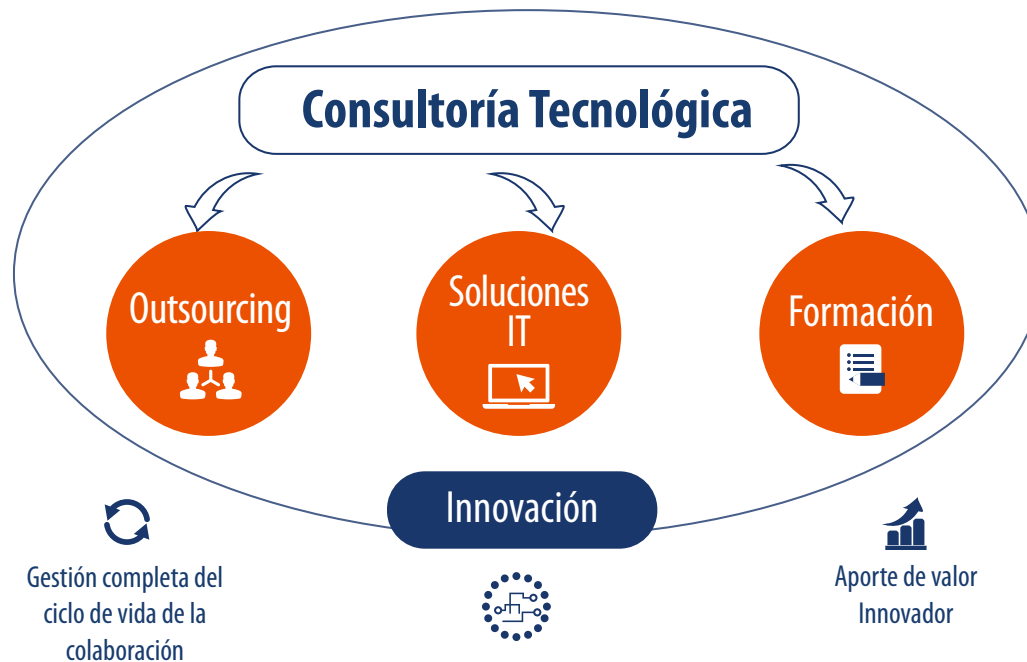 Consultoría Tecnológica
Outsourcing
Soluciones
IT
Formación
Innovación
Gestión completa del
ciclo de vida de la
colaboración
Aporte de valor
Innovador